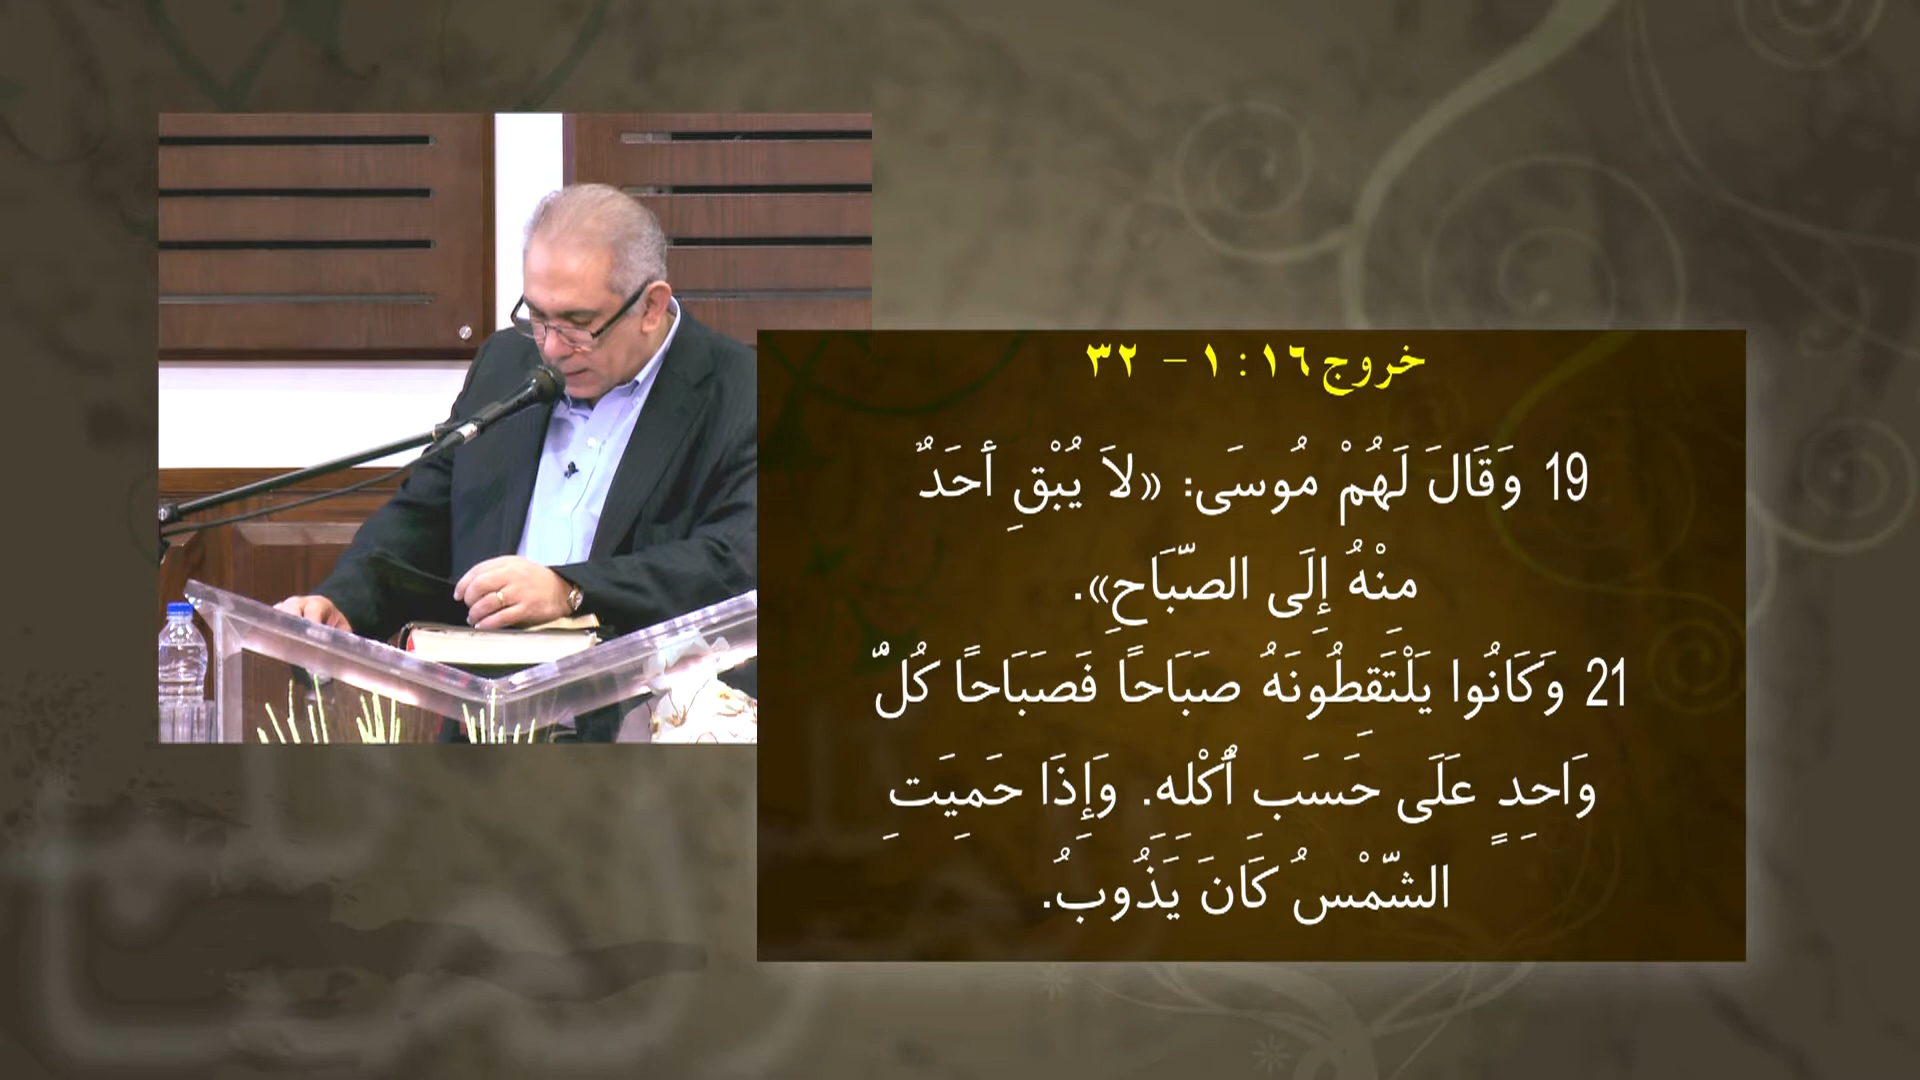 خروج ١٦ : ١ - ٣٢
19 وَقَالَ لَهُمْ مُوسَى: «لاَ يُبْقِ أَحَدٌ
مِنْهُ إِلَى الصَّبَاحِ».
21 وَكَانُوا يَلْتَقِطُونَهُ صَبَاحاً فَصَبَاحًا كُلُّ
وَاحِدٍ عَلَى حَسَبِ أُكْلِهِ. وَإِذَا حَمِيَتِ
الشَّمْسُ كَانَ يَذُوبُ.